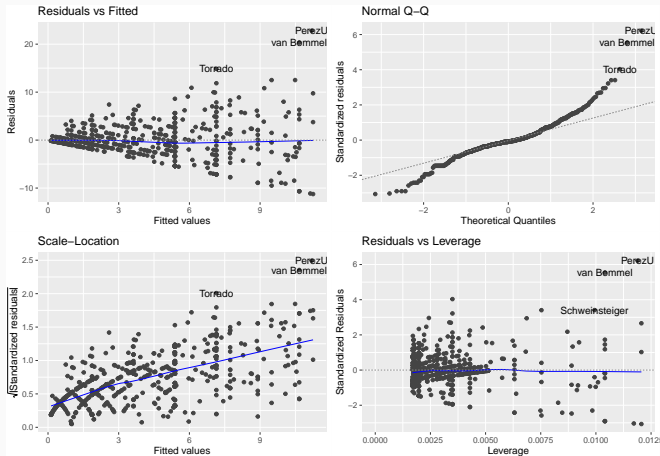 Residuals vs Fitted
PerezU
van Bommel
Torrado
20
10
0
−10
Residuals
0
3
6
9
Fitted values
Normal Q−Q
PerezU
van Bommel
Torrado
6
4
2
0
−2
Standardized residuals
−2
0
2
Theoretical Quantiles
Scale−Location
PerezU
van Bommel
Torrado
2.5
2.0
1.5
1.0
0.5
0.0
√|Standardized residuals|
0
3
6
9
Fitted values
Residuals vs Leverage
PerezU
van Bommel
Schweinsteiger
6
4
2
0
−2
Standardized Residuals
0.0000
0.0025
0.0050
0.0075
0.0100
0.0125
Leverage